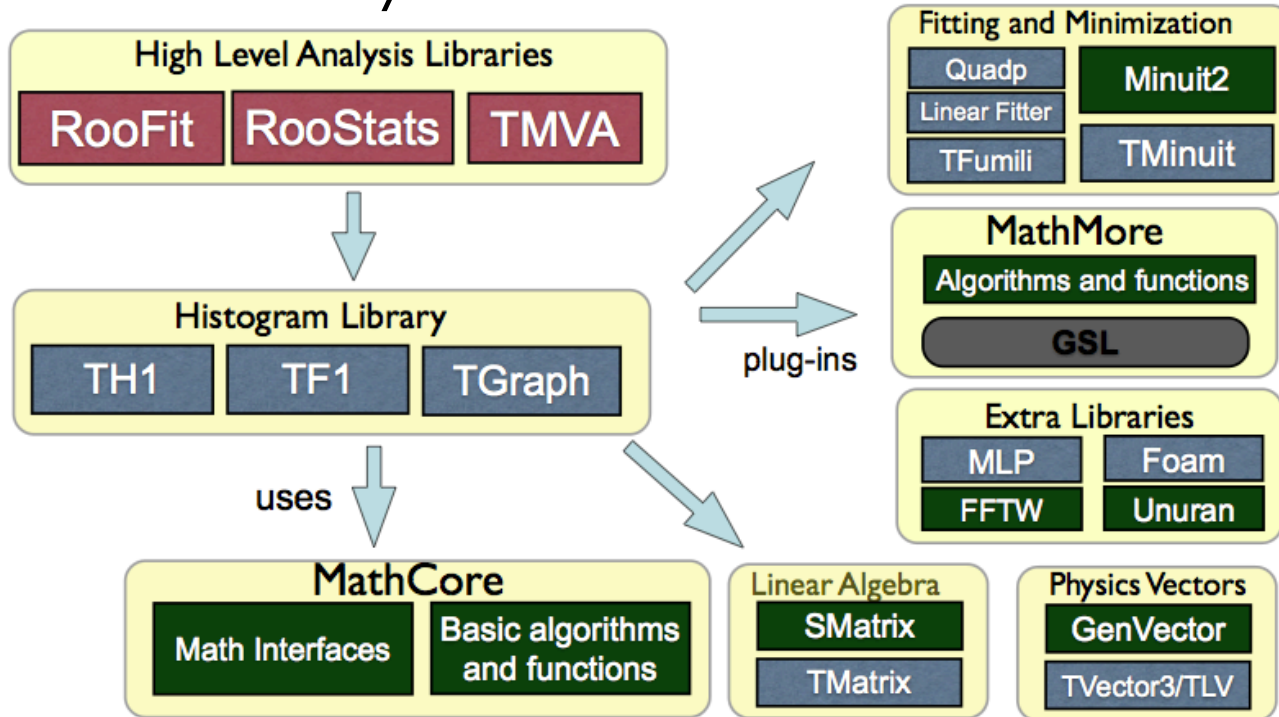 High Level Analysis Libraries
RooFit
RooStats
TMVA
Histogram Library
TH1
TF1
TGraph
uses
plug-ins
MathCore
Math Interfaces
Basic algorithms
and functions
Linear Algebra
SMatrix
TMatrix
Physics Vectors
GenVector
TVector3/TLV
Fitting and Minimization
Quadp
Linear Fitter
TFumili
Minuit2
TMinuit
MathMore
Algorithms and functions
GSL
Extra Libraries
MLP
Foam
FFTW
Unuran